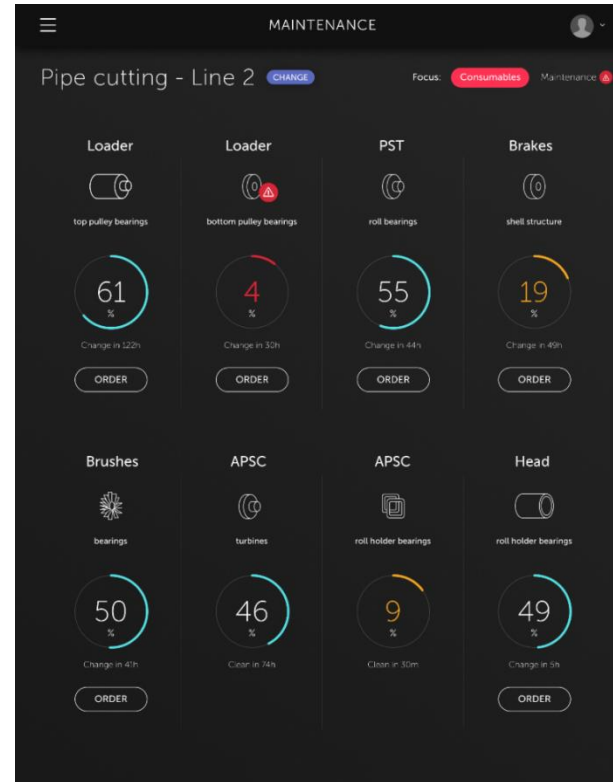 MAINTENANCE
Pipe cutting - Line 2 CHANGE Focus: Consumables Maintenance
Loader Loader PST Brakes
top pulley bearings bottom pulley bearings roll bearings shell structure
61 4 55 19
% % % %
Change in 122h Change in 30h Change in 44h Change in 49h
ORDER ORDER ORDER ORDER
Brushes APSC APSC Head
bearings turbines roll holder bearings roll holder bearings
50 46 9 49
% % % %
Change in 41h Clean in 74h Clean in 30m Change in 5h
ORDER ORDER